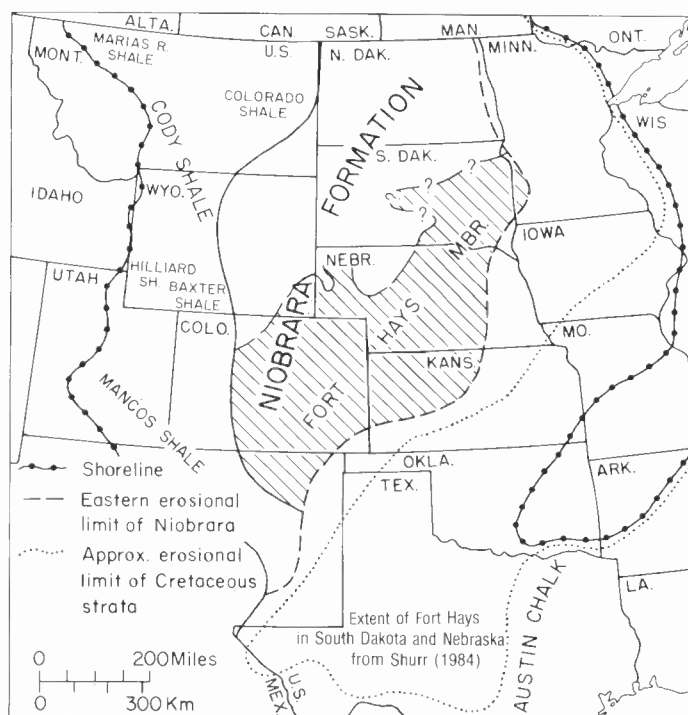 ALTA.
CAN.
SASK.
MAN.
ONT.
MARIAS R.
SHALE
U.S.
N. DAK.
MINN.
MONT.
COLORADO
SHALE
WIS
CODY SHALE
FORMATION
S. DAK.
? ? ? ? ?
IDAHO
WYO.
MBR
IOWA
UTAH
HILLIARD
SH. BAXTER
SHALE
NEBR.
HAYS
COLO.
NIOBRARA
MO.
KANS.
FORT
MANCOS SHALE
OKLA.
ARK.
TEX.
Shoreline
Eastern erosional
limit of Niobrara
Approx. erosional
limit of Cretaceous
strata
LA.
AUSTIN CHALK
Extent of Fort Hays
in South Dakota and Nebraska
from Shurr (1984)
0 200 Miles
0 300 Km
U.S.
MEX.